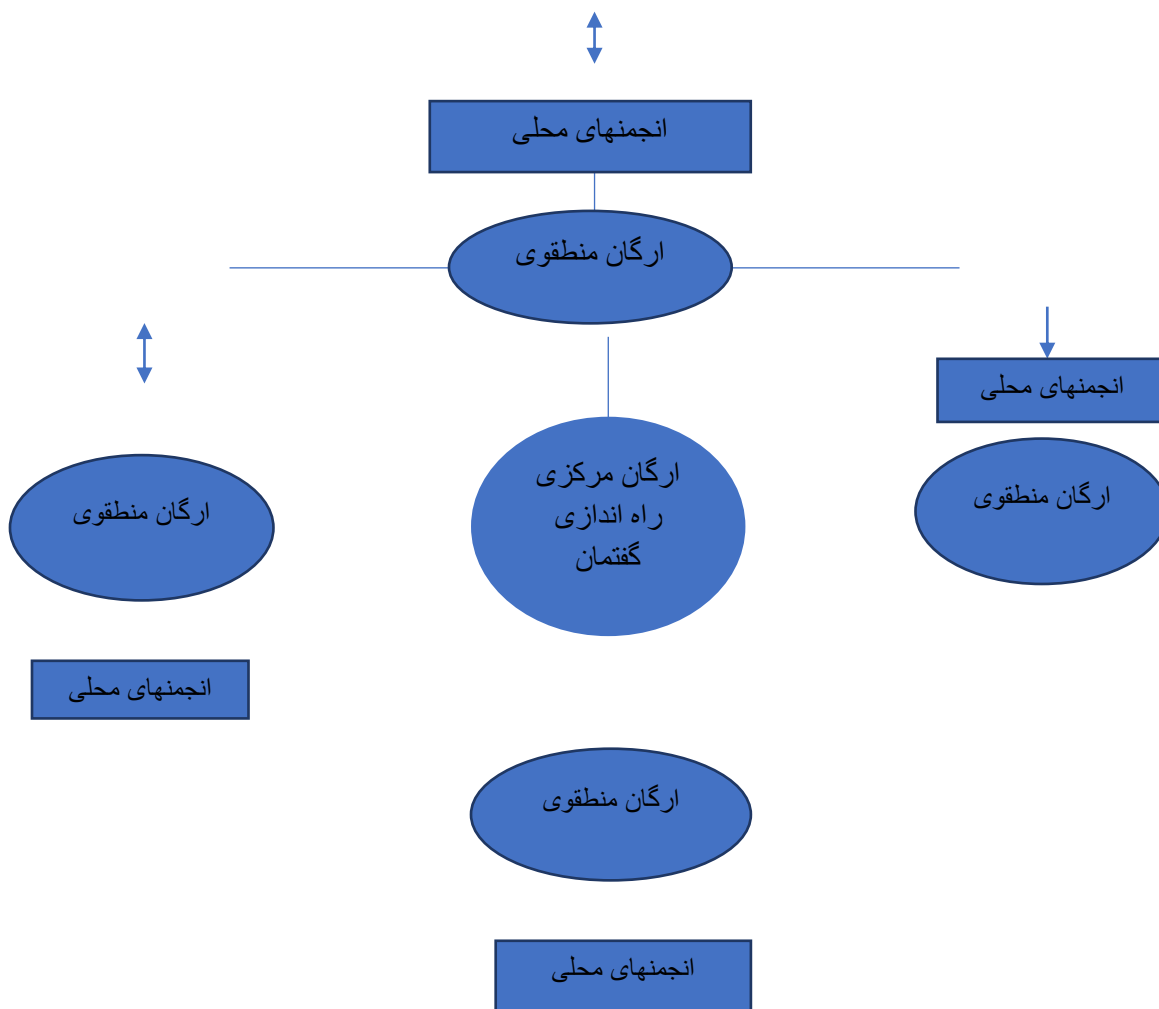 انجمنهای محلی
ارگان منطقوی
انجمنهای محلی
ارگان منطقوی
ارگان مرکزی
راه اندازی
گفتمان
ارگان منطقوی
انجمنهای محلی
ارگان منطقوی
انجمنهای محلی